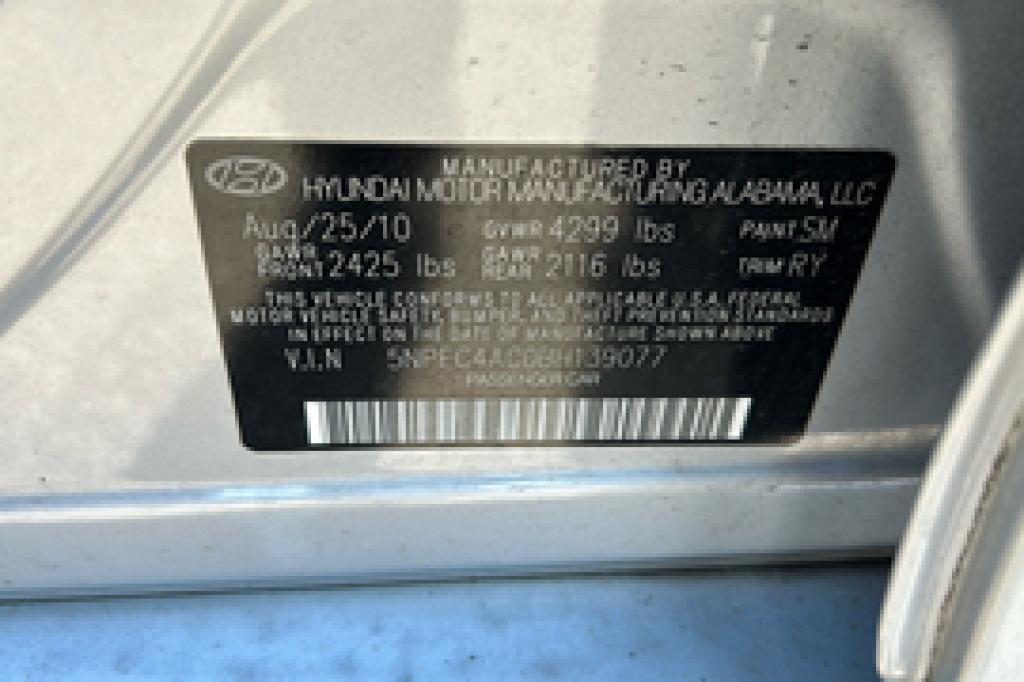 MANUFACTURED BY
HYUNDAI MOTOR MANUFACTURING ALABAMA, LLC
Aug/25/10 GVWR 4299 lbs PAINT SM
GAWR FRONT 2425 lbs GAWR REAR 2116 lbs TRIM RY
THIS VEHICLE CONFORMS TO ALL APPLICABLE U.S.A. FEDERAL
MOTOR VEHICLE SAFETY, BUMPER, AND THEFT PREVENTION STANDARDS
IN EFFECT ON THE DATE OF MANUFACTURE SHOWN ABOVE
V.I.N 5NPEC4AC0BH139077
PASSENGER CAR